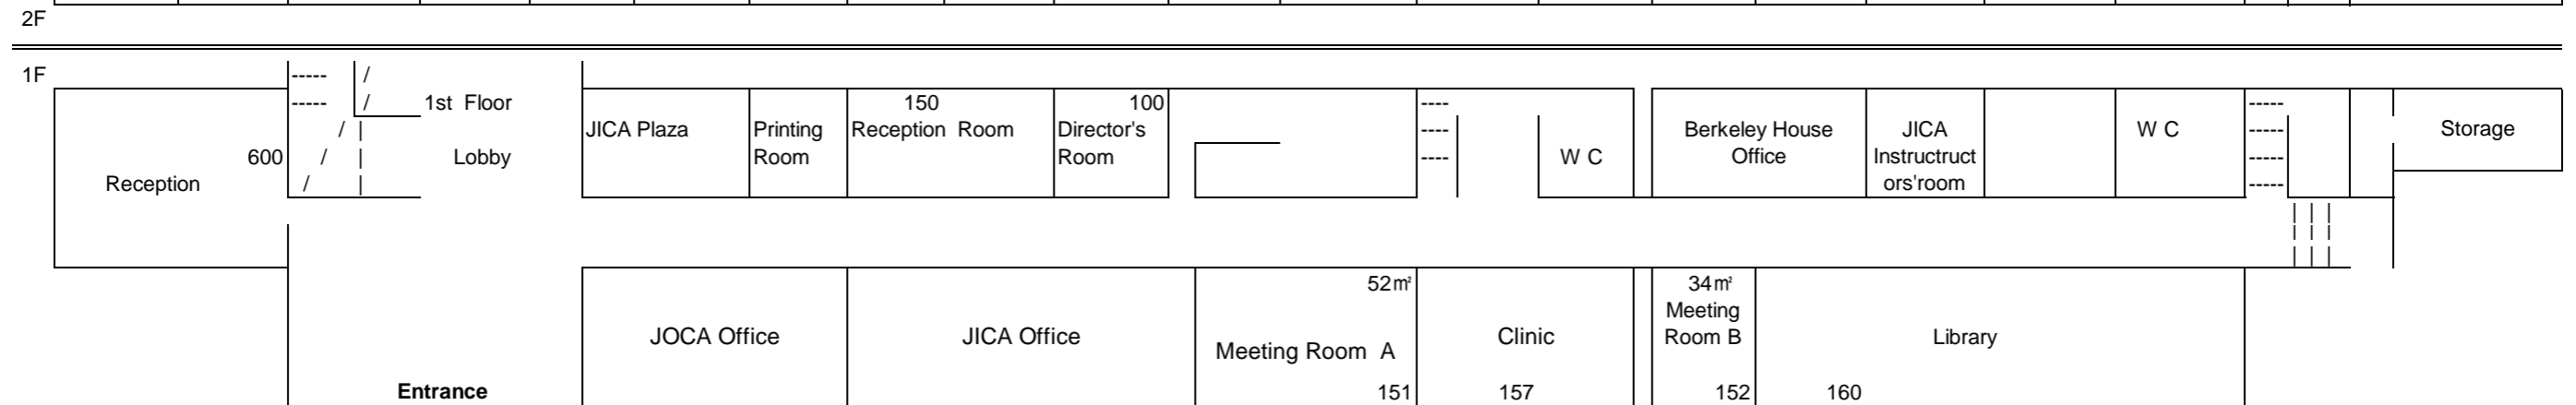 2F
1F
1st Floor
Lobby
600
Reception
JICA Plaza
Printing
Room
150
Reception Room
100
Director's
Room
W C
Berkeley House
Office
JICA
Instructruct
ors'room
W C
Storage
Entrance
JOCA Office
JICA Office
52㎡
Meeting Room A
151
Clinic
157
34㎡
Meeting
Room B
152
Library
160